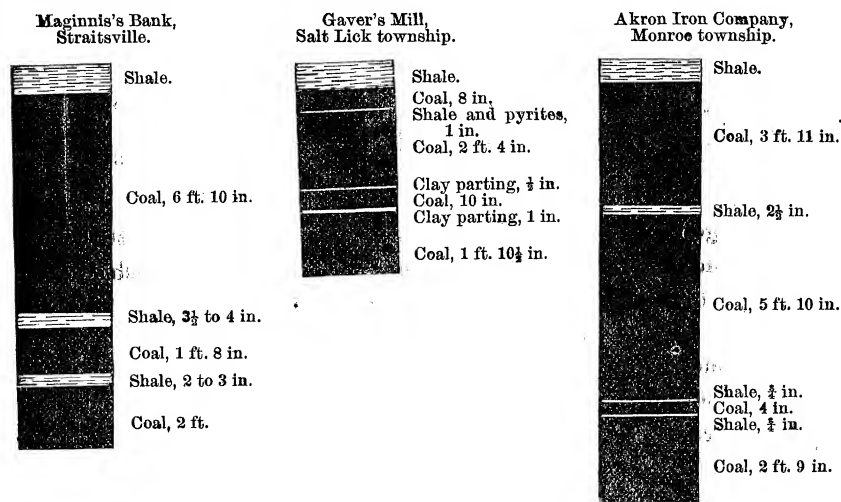 Maginnis's Bank,
Straitsville.
Shale.
Coal, 6 ft. 10 in.
Shale, 3½ to 4 in.
Coal, 1 ft. 8 in.
Shale, 2 to 3 in.
Coal, 2 ft.
Gaver's Mill,
Salt Lick township.
Shale.
Coal, 8 in.
Shale and pyrites,
1 in.
Coal, 2 ft. 4 in.
Clay parting, ½ in.
Coal, 10 in.
Clay parting, 1 in.
Coal, 1 ft. 10½ in.
Akron Iron Company,
Monroe township.
Shale.
Coal, 3 ft. 11 in.
Shale, 2½ in.
Coal, 5 ft. 10 in.
Shale, ¾ in.
Coal, 4 in.
Shale, ¾ in.
Coal, 2 ft. 9 in.